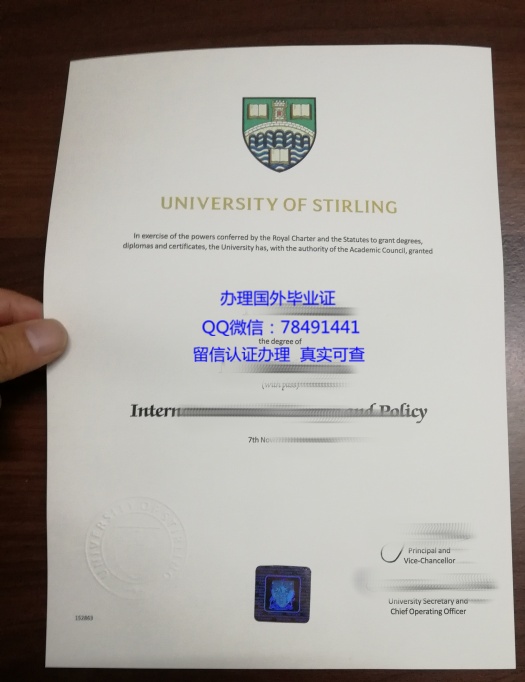 UNIVERSITY OF STIRLING
In exercise of the powers conferred by the Royal Charter and the Statutes to grant degrees,
diplomas and certificates, the University has, with the authority of the Academic Council, granted
办理国外毕业证
QQ微信：78491441
the degree of
留信认证办理 真实可查
and Policy
7th
Principal and
Vice-Chancellor
University Secretary and
Chief Operating Officer
UNIVERSITY OF